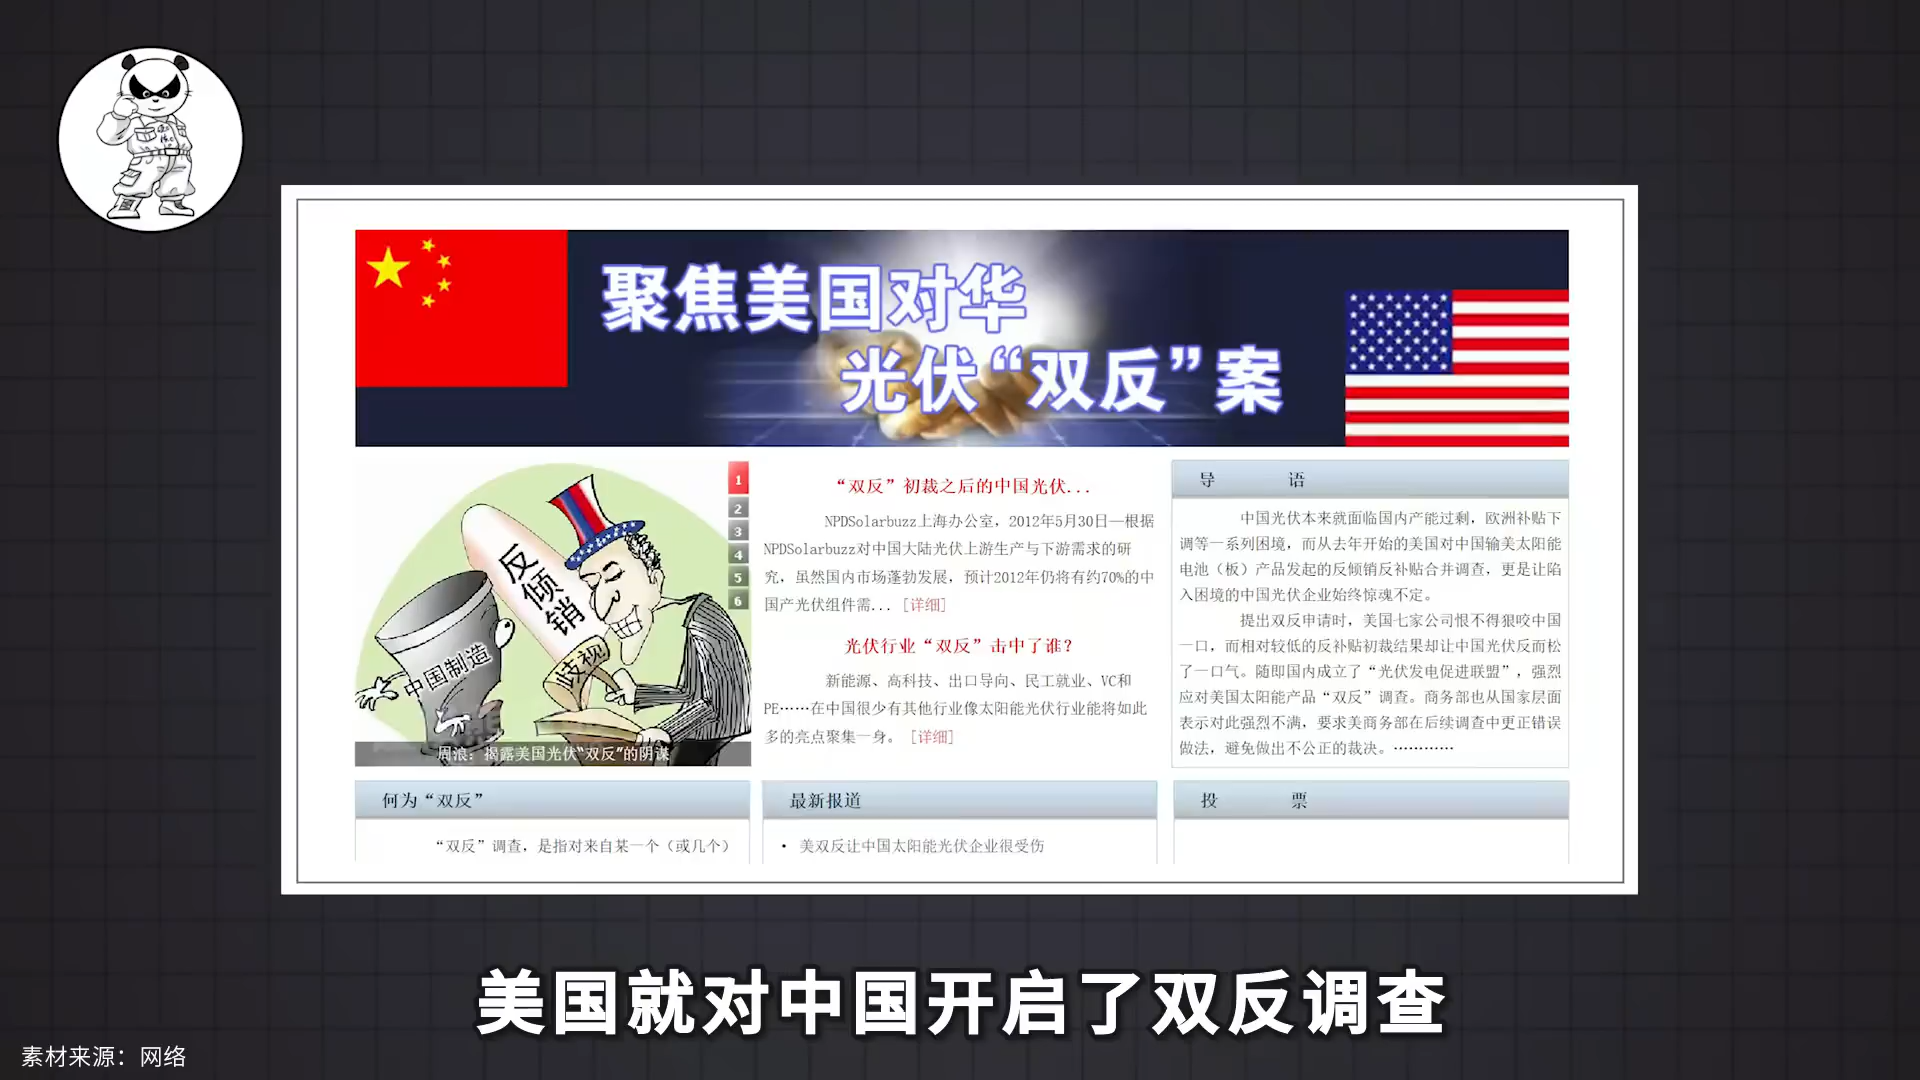 聚焦美国对华
光伏“双反”案
反倾销
歧视
中国制造
周浪：揭露美国光伏“双反”的阴谋
1
2
3
4
5
6
“双反”初裁之后的中国光伏...
NPDSolarbuzz上海办公室，2012年5月30日—根据
NPDSolarbuzz对中国大陆光伏上游生产与下游需求的研
究，虽然国内市场蓬勃发展，预计2012年仍将有约70%的中
国产光伏组件需... [详细]
光伏行业“双反”击中了谁？
新能源、高科技、出口导向、民工就业、VC和
PE……在中国很少有其他行业像太阳能光伏行业能将如此
多的亮点聚集一身。 [详细]
导 语
中国光伏本来就面临国内产能过剩，欧洲补贴下
调等一系列困境，而从去年开始的美国对中国输美太阳能
电池（板）产品发起的反倾销反补贴合并调查，更是让陷
入困境的中国光伏企业始终惊魂不定。
提出双反申请时，美国七家公司恨不得狠咬中国
一口，而相对较低的反补贴初裁结果却让中国光伏反而松
了一口气。随即国内成立了“光伏发电促进联盟”，强烈
应对美国太阳能产品“双反”调查。商务部也从国家层面
表示对此强烈不满，要求美商务部在后续调查中更正错误
做法，避免做出不公正的裁决。…………
何为“双反”
“双反”调查，是指对来自某一个（或几个）
最新报道
• 美双反让中国太阳能光伏企业很受伤
投 票
美国就对中国开启了双反调查
素材来源：网络